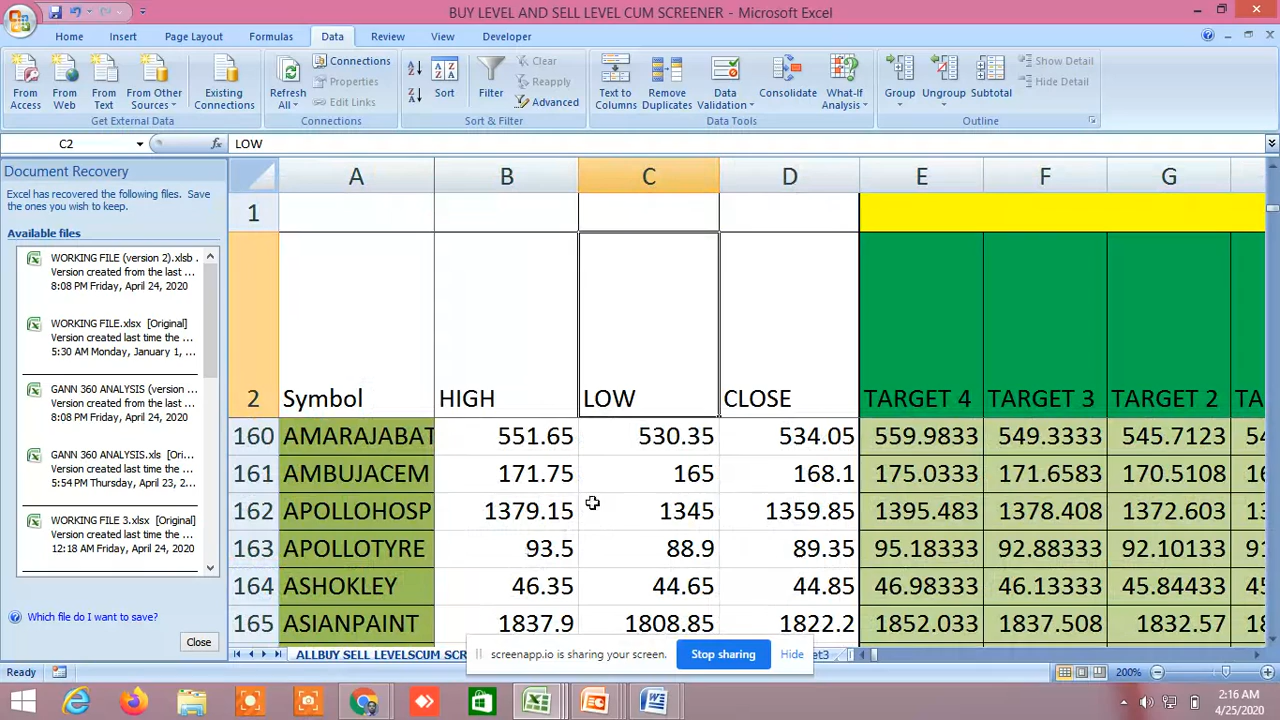 BUY LEVEL AND SELL LEVEL CUM SCREENER - Microsoft Excel
Home Insert Page Layout Formulas Data Review View Developer
From Access
From Web
From Text
From Other Sources
Existing Connections
Get External Data
Refresh All
Connections
Properties
Edit Links
Connections
Sort
Filter
Clear
Reapply
Advanced
Sort & Filter
Text to Columns
Remove Duplicates
Data Validation
Consolidate
What-If Analysis
Data Tools
Group
Ungroup
Subtotal
Show Detail
Hide Detail
Outline
C2 fx LOW
Document Recovery
Excel has recovered the following files. Save
the ones you wish to keep.
Available files
WORKING FILE (version 2).xlsb .
Version created from the last ...
8:08 PM Friday, April 24, 2020
WORKING FILE.xlsx [Original]
Version created last time the ...
5:30 AM Monday, January 1, ...
GANN 360 ANALYSIS (version ...
Version created from the last ...
8:08 PM Friday, April 24, 2020
GANN 360 ANALYSIS.xls [Ori...
Version created last time the ...
5:54 PM Thursday, April 23, 2...
WORKING FILE 3.xlsx [Original]
Version created last time the ...
12:18 AM Friday, April 24, 2020
Which file do I want to save?
Close
A B C D E F G
1
2 Symbol HIGH LOW CLOSE TARGET 4 TARGET 3 TARGET 2 TA
160 AMARAJABAT 551.65 530.35 534.05 559.9833 549.3333 545.7123 54
161 AMBUJACEM 171.75 165 168.1 175.0333 171.6583 170.5108 17
162 APOLLOHOSP 1379.15 1345 1359.85 1395.483 1378.408 1372.603 13
163 APOLLOTYRE 93.5 88.9 89.35 95.18333 92.88333 92.10133 91
164 ASHOKLEY 46.35 44.65 44.85 46.98333 46.13333 45.84433 45
165 ASIANPAINT 1837.9 1808.85 1822.2 1852.033 1837.508 1832.57 18
ALLBUY SELL LEVELSCUM SCR
screenapp.io is sharing your screen. Stop sharing Hide
Ready 200%
2:16 AM
4/25/2020